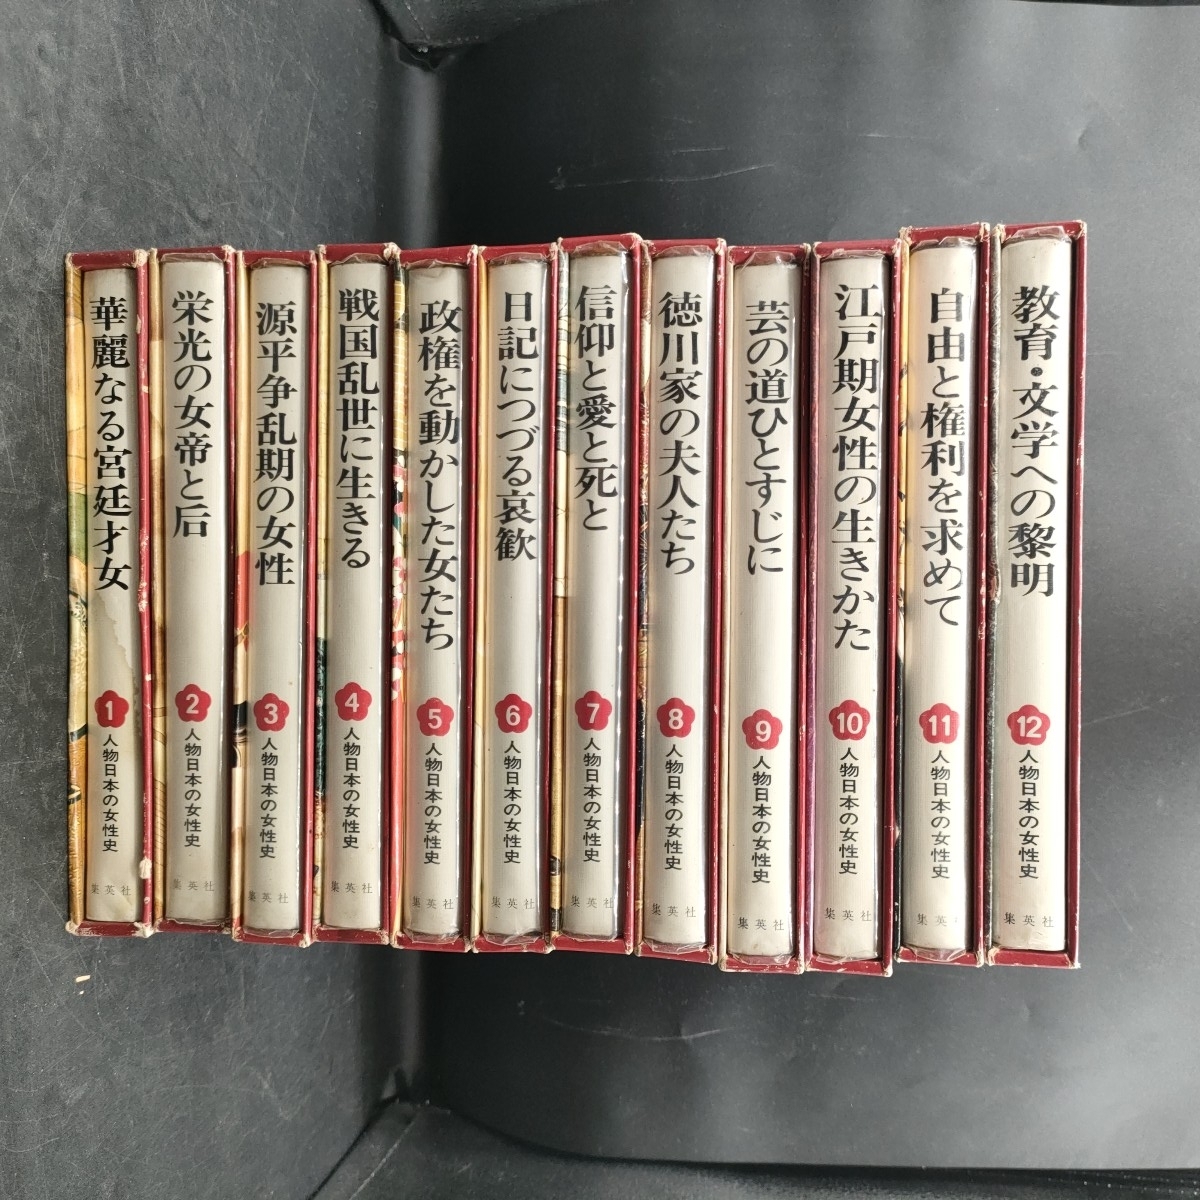 華麗なる宮廷才女
1
人物日本の女性史
集英社
栄光の女帝と后
2
人物日本の女性史
集英社
源平争乱期の女性
3
人物日本の女性史
集英社
戦国乱世に生きる
4
人物日本の女性史
集英社
政権を動かした女たち
5
人物日本の女性史
集英社
日記につづる哀歓
6
人物日本の女性史
集英社
信仰と愛と死と
7
人物日本の女性史
集英社
徳川家の夫人たち
8
人物日本の女性史
集英社
芸の道ひとすじに
9
人物日本の女性史
集英社
江戸期女性の生きかた
10
人物日本の女性史
集英社
自由と権利を求めて
11
人物日本の女性史
集英社
教育・文学への黎明
12
人物日本の女性史
集英社